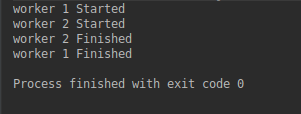 worker 1 Started
worker 2 Started
worker 2 Finished
worker 1 Finished
Process finished with exit code 0